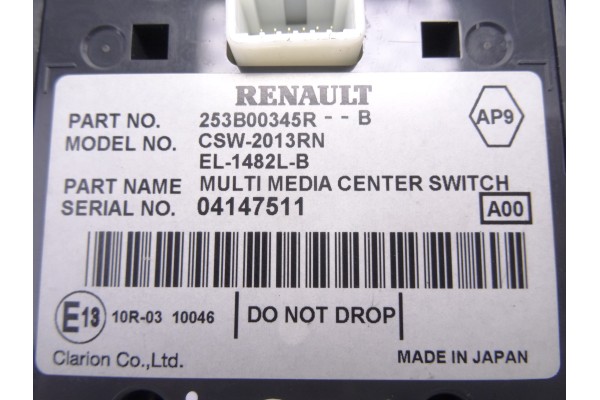 RENAULT
AP9
PART NO. 253B00345R - - B
MODEL NO. CSW-2013RN
EL-1482L-B
PART NAME MULTI MEDIA CENTER SWITCH
SERIAL NO. 04147511
A00
E13 10R-03 10046
DO NOT DROP
Clarion Co.,Ltd.
MADE IN JAPAN